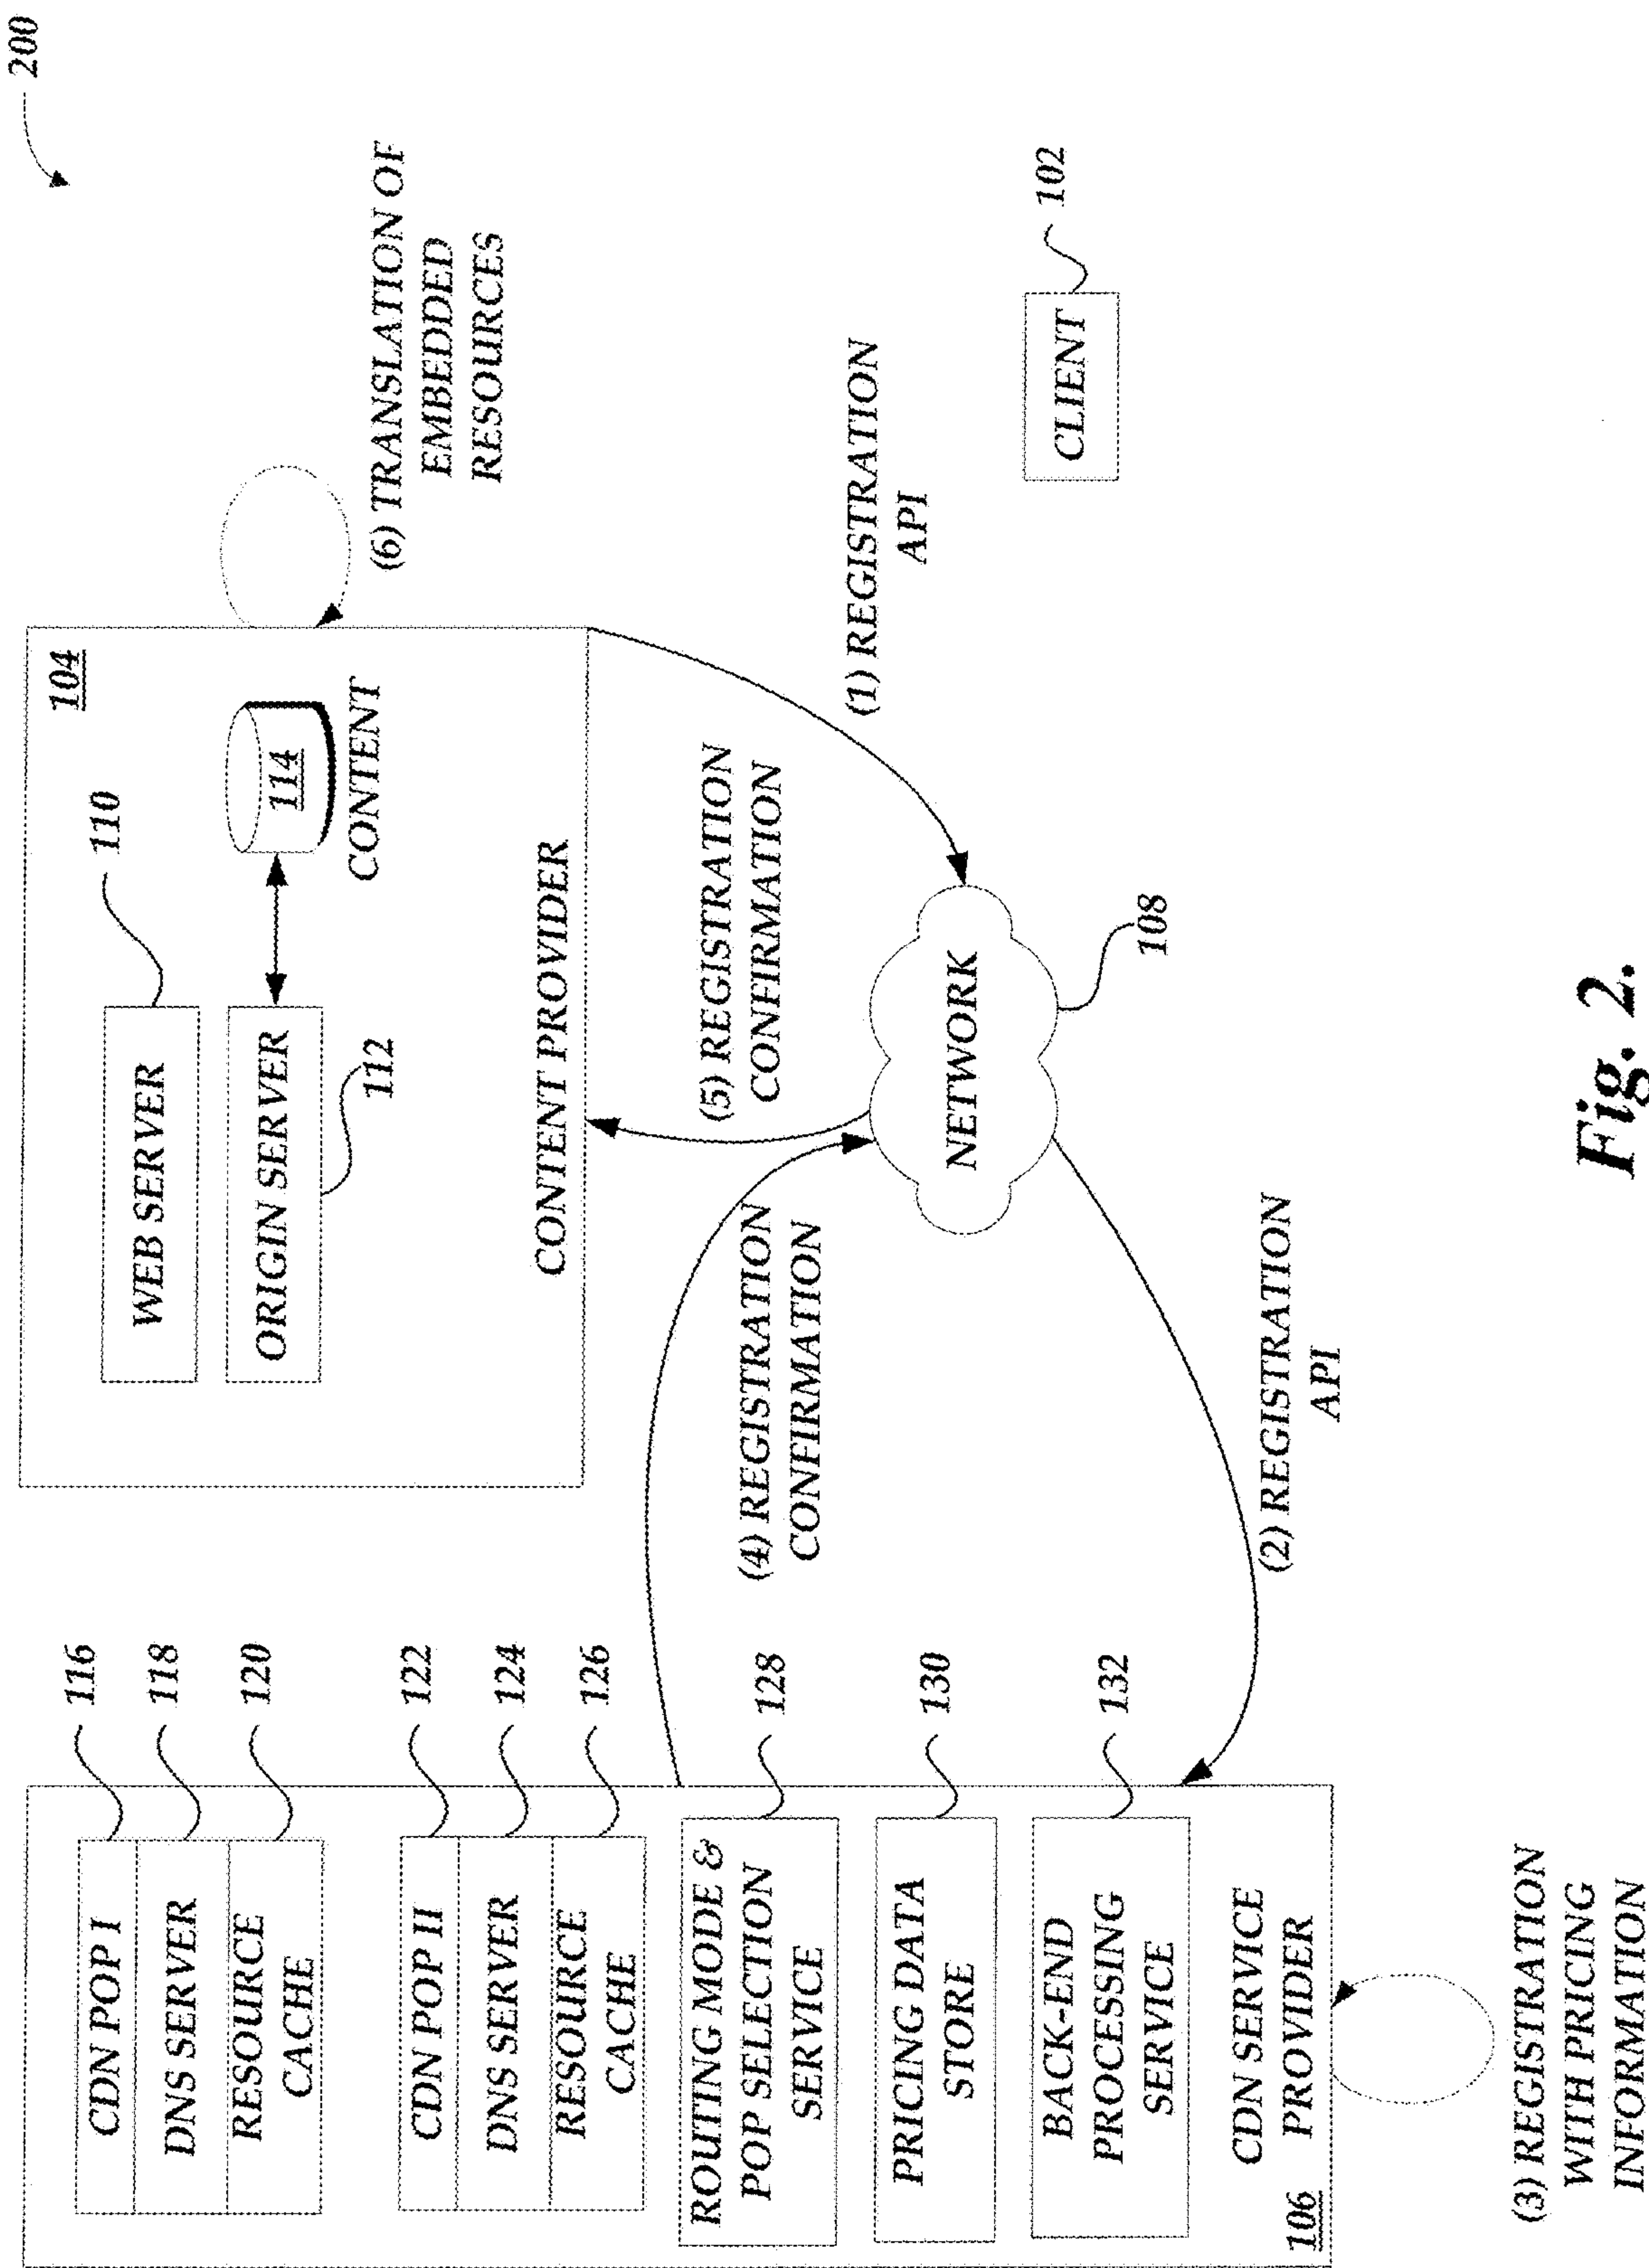 200
116
CDN POP I
118
DNS SERVER
120
RESOURCE
CACHE
122
CDN POP II
124
DNS SERVER
126
RESOURCE
CACHE
128
ROUTING MODE &
POP SELECTION
SERVICE
130
PRICING DATA
STORE
132
BACK-END
PROCESSING
SERVICE
CDN SERVICE
PROVIDER
106
(3) REGISTRATION
WITH PRICING
INFORMATION
104
110
WEB SERVER
ORIGIN SERVER
112
114
CONTENT
CONTENT PROVIDER
(6) TRANSLATION OF
EMBEDDED
RESOURCES
(5) REGISTRATION
CONFIRMATION
(4) REGISTRATION
CONFIRMATION
(1) REGISTRATION
API
NETWORK
108
(2) REGISTRATION
API
102
CLIENT
Fig. 2.